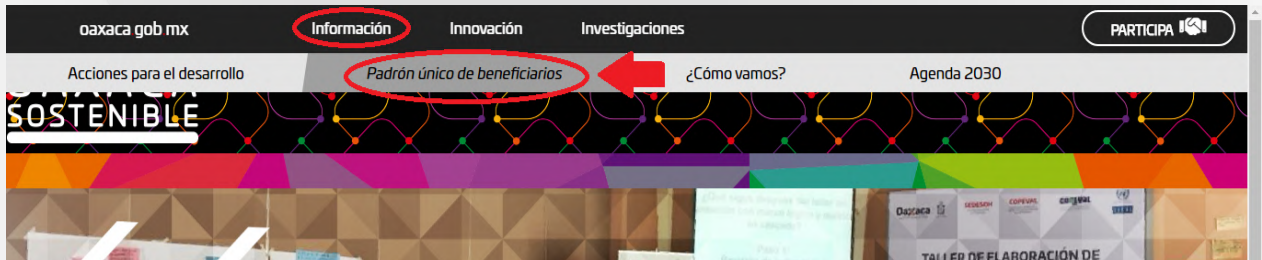 oaxaca gob mx Información Innovación Investigaciones PARTICIPA
Acciones para el desarrollo Padrón único de beneficiarios ¿Cómo vamos? Agenda 2030
OAXACA
SOSTENIBLE
Oaxaca SEDESOH COPEVAL CONEVAL
TALLER DE ELABORACIÓN DE